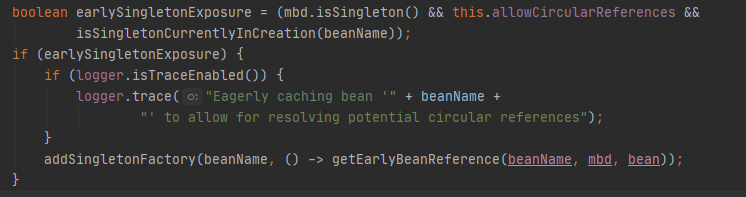 boolean earlySingletonExposure = (mbd.isSingleton() && this.allowCircularReferences &&
        isSingletonCurrentlyInCreation(beanName));
if (earlySingletonExposure) {
    if (logger.isTraceEnabled()) {
        logger.trace( o: "Eagerly caching bean '" + beanName +
                "' to allow for resolving potential circular references");
    }
    addSingletonFactory(beanName, () -> getEarlyBeanReference(beanName, mbd, bean));
}